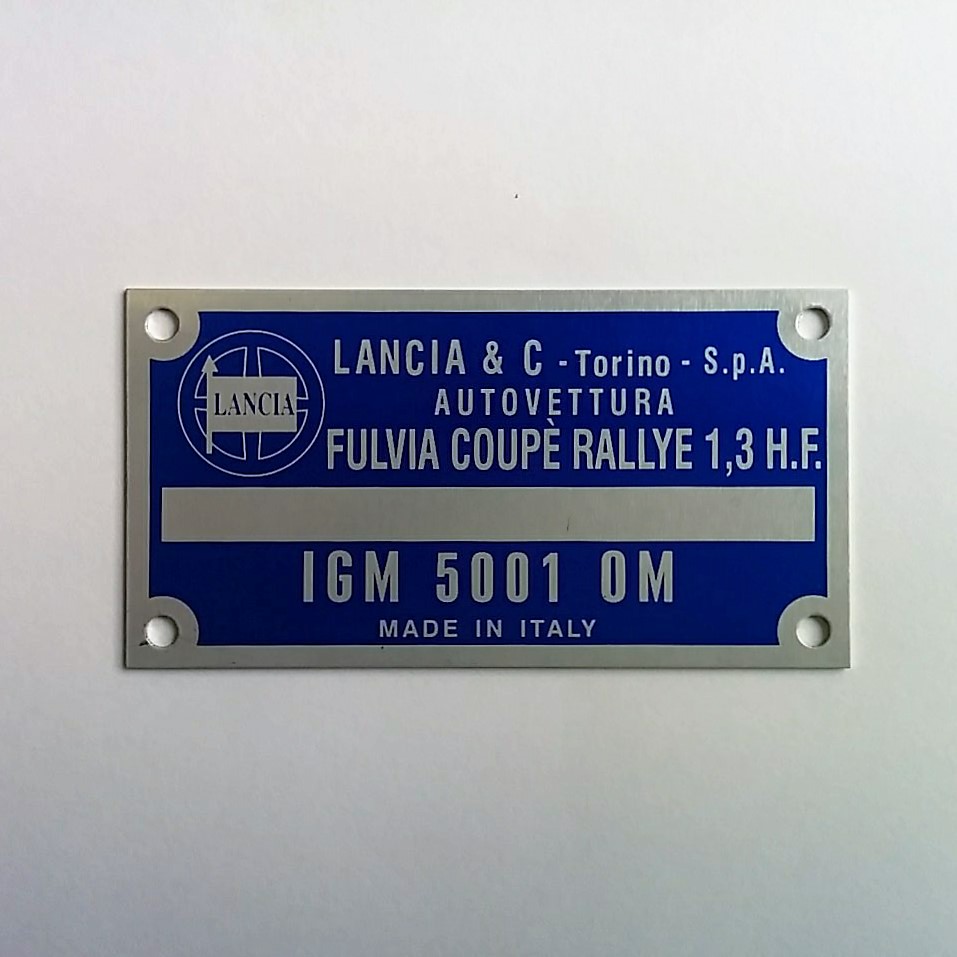 LANCIA
LANCIA & C - Torino - S.p.A.
AUTOVETTURA
FULVIA COUPÈ RALLYE 1,3 H.F.
IGM 5001 OM
MADE IN ITALY